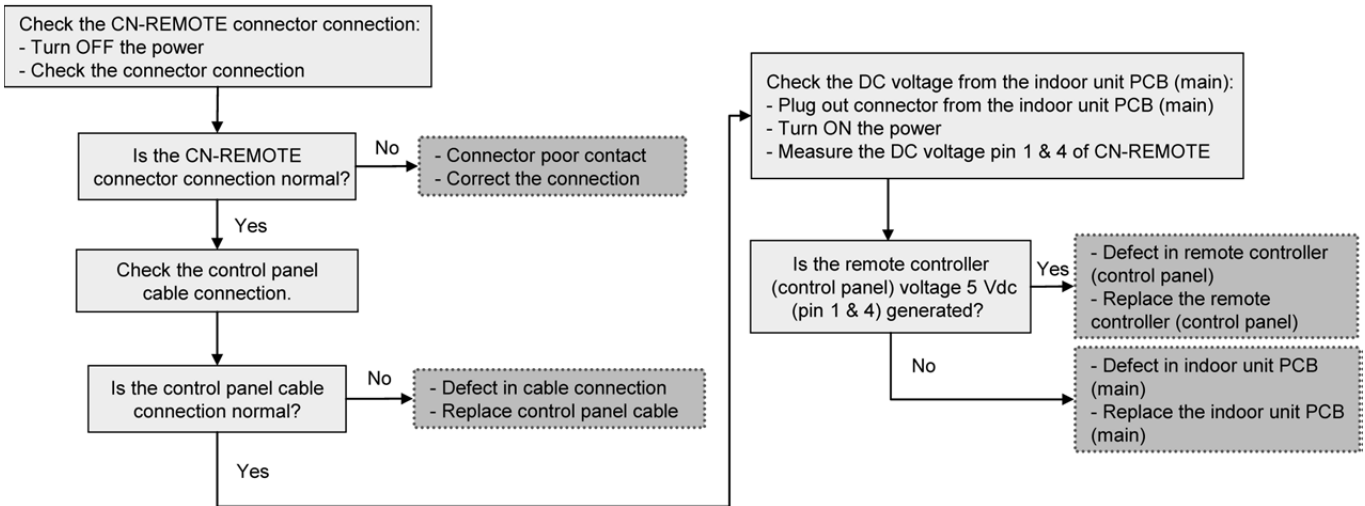 Check the CN-REMOTE connector connection:
- Turn OFF the power
- Check the connector connection
Is the CN-REMOTE
connector connection normal?
No
- Connector poor contact
- Correct the connection
Yes
Check the control panel
cable connection.
Is the control panel cable
connection normal?
No
- Defect in cable connection
- Replace control panel cable
Yes
Check the DC voltage from the indoor unit PCB (main):
- Plug out connector from the indoor unit PCB (main)
- Turn ON the power
- Measure the DC voltage pin 1 & 4 of CN-REMOTE
Is the remote controller
(control panel) voltage 5 Vdc
(pin 1 & 4) generated?
Yes
- Defect in remote controller
(control panel)
- Replace the remote
controller (control panel)
No
- Defect in indoor unit PCB
(main)
- Replace the indoor unit PCB
(main)